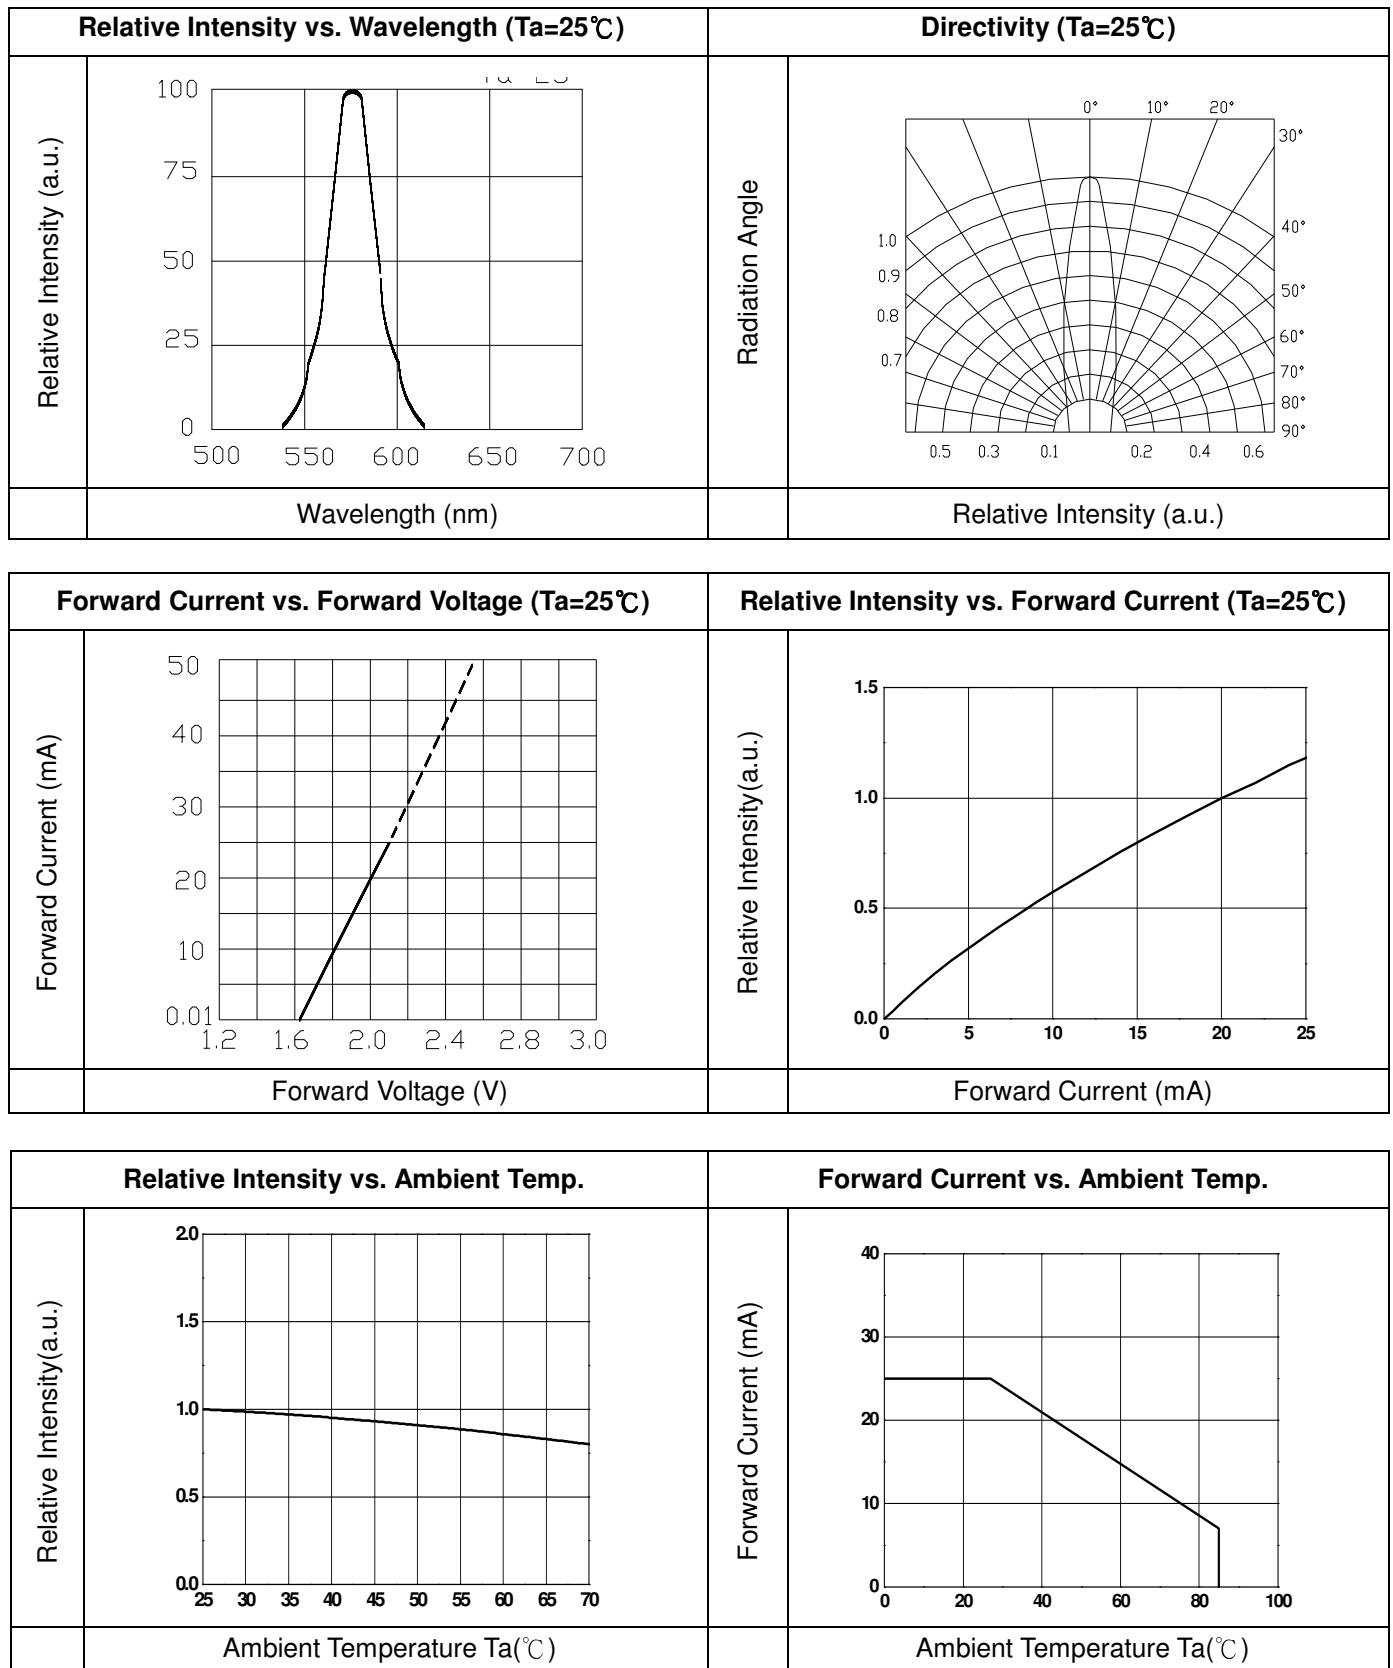 Relative Intensity vs. Wavelength (Ta=25℃)
Relative Intensity (a.u.)
100
75
50
25
0
500 550 600 650 700
Wavelength (nm)
Directivity (Ta=25℃)
Radiation Angle
0° 10° 20°
30°
40°
50°
60°
70°
80°
90°
1.0
0.9
0.8
0.7
0.5 0.3 0.1 0.2 0.4 0.6
Relative Intensity (a.u.)
Forward Current vs. Forward Voltage (Ta=25℃)
Forward Current (mA)
50
40
30
20
10
0.01
1.2 1.6 2.0 2.4 2.8 3.0
Forward Voltage (V)
Relative Intensity vs. Forward Current (Ta=25℃)
Relative Intensity(a.u.)
1.5
1.0
0.5
0.0
0 5 10 15 20 25
Forward Current (mA)
Relative Intensity vs. Ambient Temp.
Relative Intensity(a.u.)
2.0
1.5
1.0
0.5
0.0
25 30 35 40 45 50 55 60 65 70
Ambient Temperature Ta(℃)
Forward Current vs. Ambient Temp.
Forward Current (mA)
40
30
20
10
0
0 20 40 60 80 100
Ambient Temperature Ta(℃)